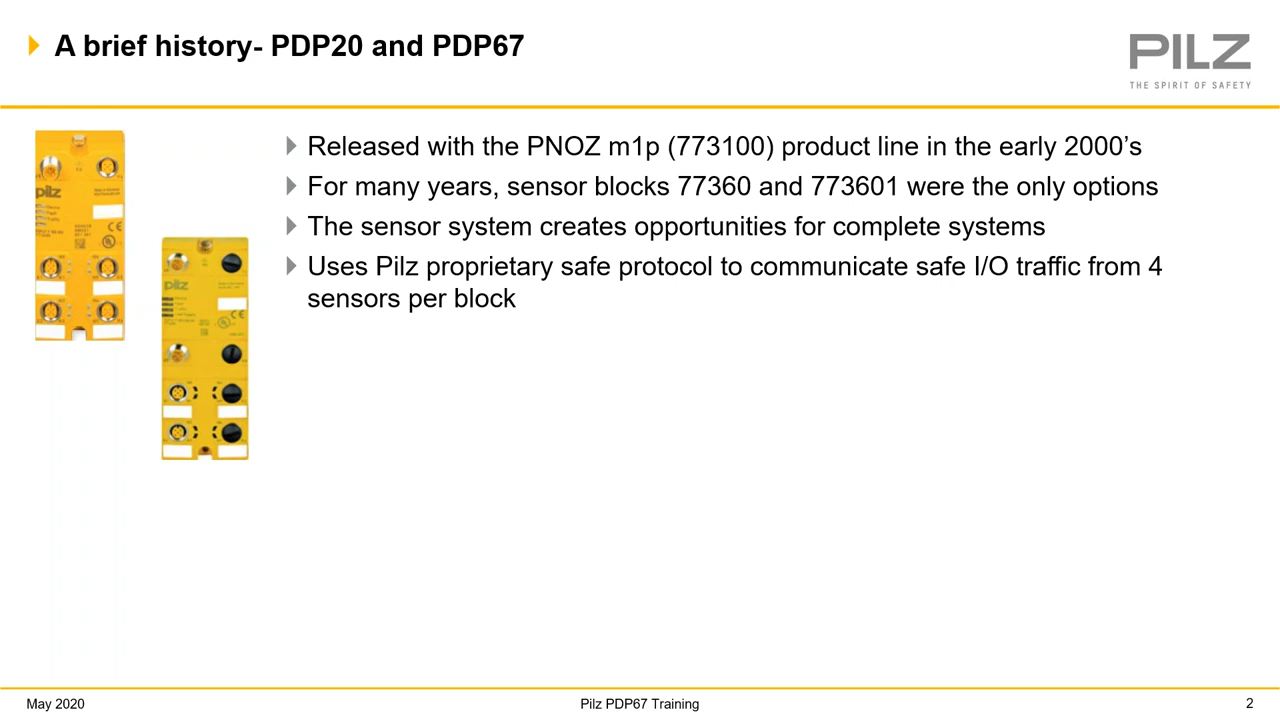 A brief history- PDP20 and PDP67
PILZ
THE SPIRIT OF SAFETY
Released with the PNOZ m1p (773100) product line in the early 2000’s
For many years, sensor blocks 77360 and 773601 were the only options
The sensor system creates opportunities for complete systems
Uses Pilz proprietary safe protocol to communicate safe I/O traffic from 4
sensors per block
pilz
pilz
May 2020
Pilz PDP67 Training
2